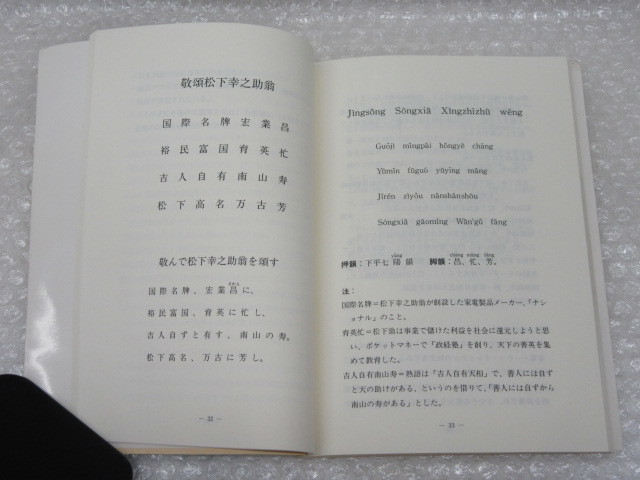 敬頌松下幸之助翁
国際名牌宏業昌
裕民富国育英忙
吉人自有南山寿
松下高名万古芳
敬んで松下幸之助翁を頌す
国際名牌、宏業昌に、
裕民富国、育英に忙し、
吉人自ずと有す、南山の寿。
松下高名、万古に芳し。
— 32 —
Jìngsōng Sōngxià Xìngzhīzhù wēng
Guójì míngpái hóngyè chāng
Yùmín fùguó yùyīng máng
Jírén zìyǒu nánshānshòu
Sōngxià gāomíng Wàn'gǔ fāng
押韻：下平七陽韻 脚韻：昌、忙、芳。
注：
国際名牌＝松下幸之助翁が創設した家電製品メーカー、「ナショナル」のこと。
育英忙＝松下助は事業で儲けた利益を社会に還元しようと思い、ポケットマネーで「政経塾」を創り、天下の菁英を集めて教育した。
吉人自有南山寿＝熟語は「吉人自有天相」で、善人には自ずと天の助けがある、というのを借りて、「善人には自ずから南山の寿がある」とした。
— 33 —